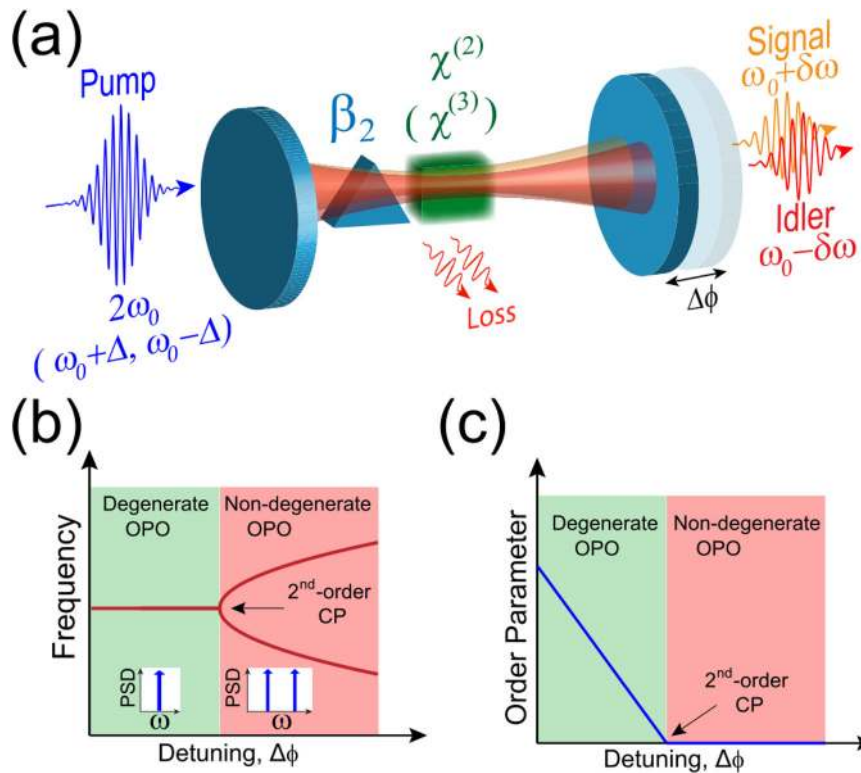 (a)
Pump
2ω₀
( ω₀+Δ, ω₀−Δ)
β₂
χ⁽²⁾
( χ⁽³⁾ )
Loss
Signal
ω₀+δω
Idler
ω₀−δω
Δϕ
(b)
Frequency
Degenerate
OPO
Non-degenerate
OPO
2ⁿᵈ-order
CP
PSD
ω
PSD
ω
Detuning, Δϕ
(c)
Order Parameter
Degenerate
OPO
Non-degenerate
OPO
2ⁿᵈ-order
CP
Detuning, Δϕ